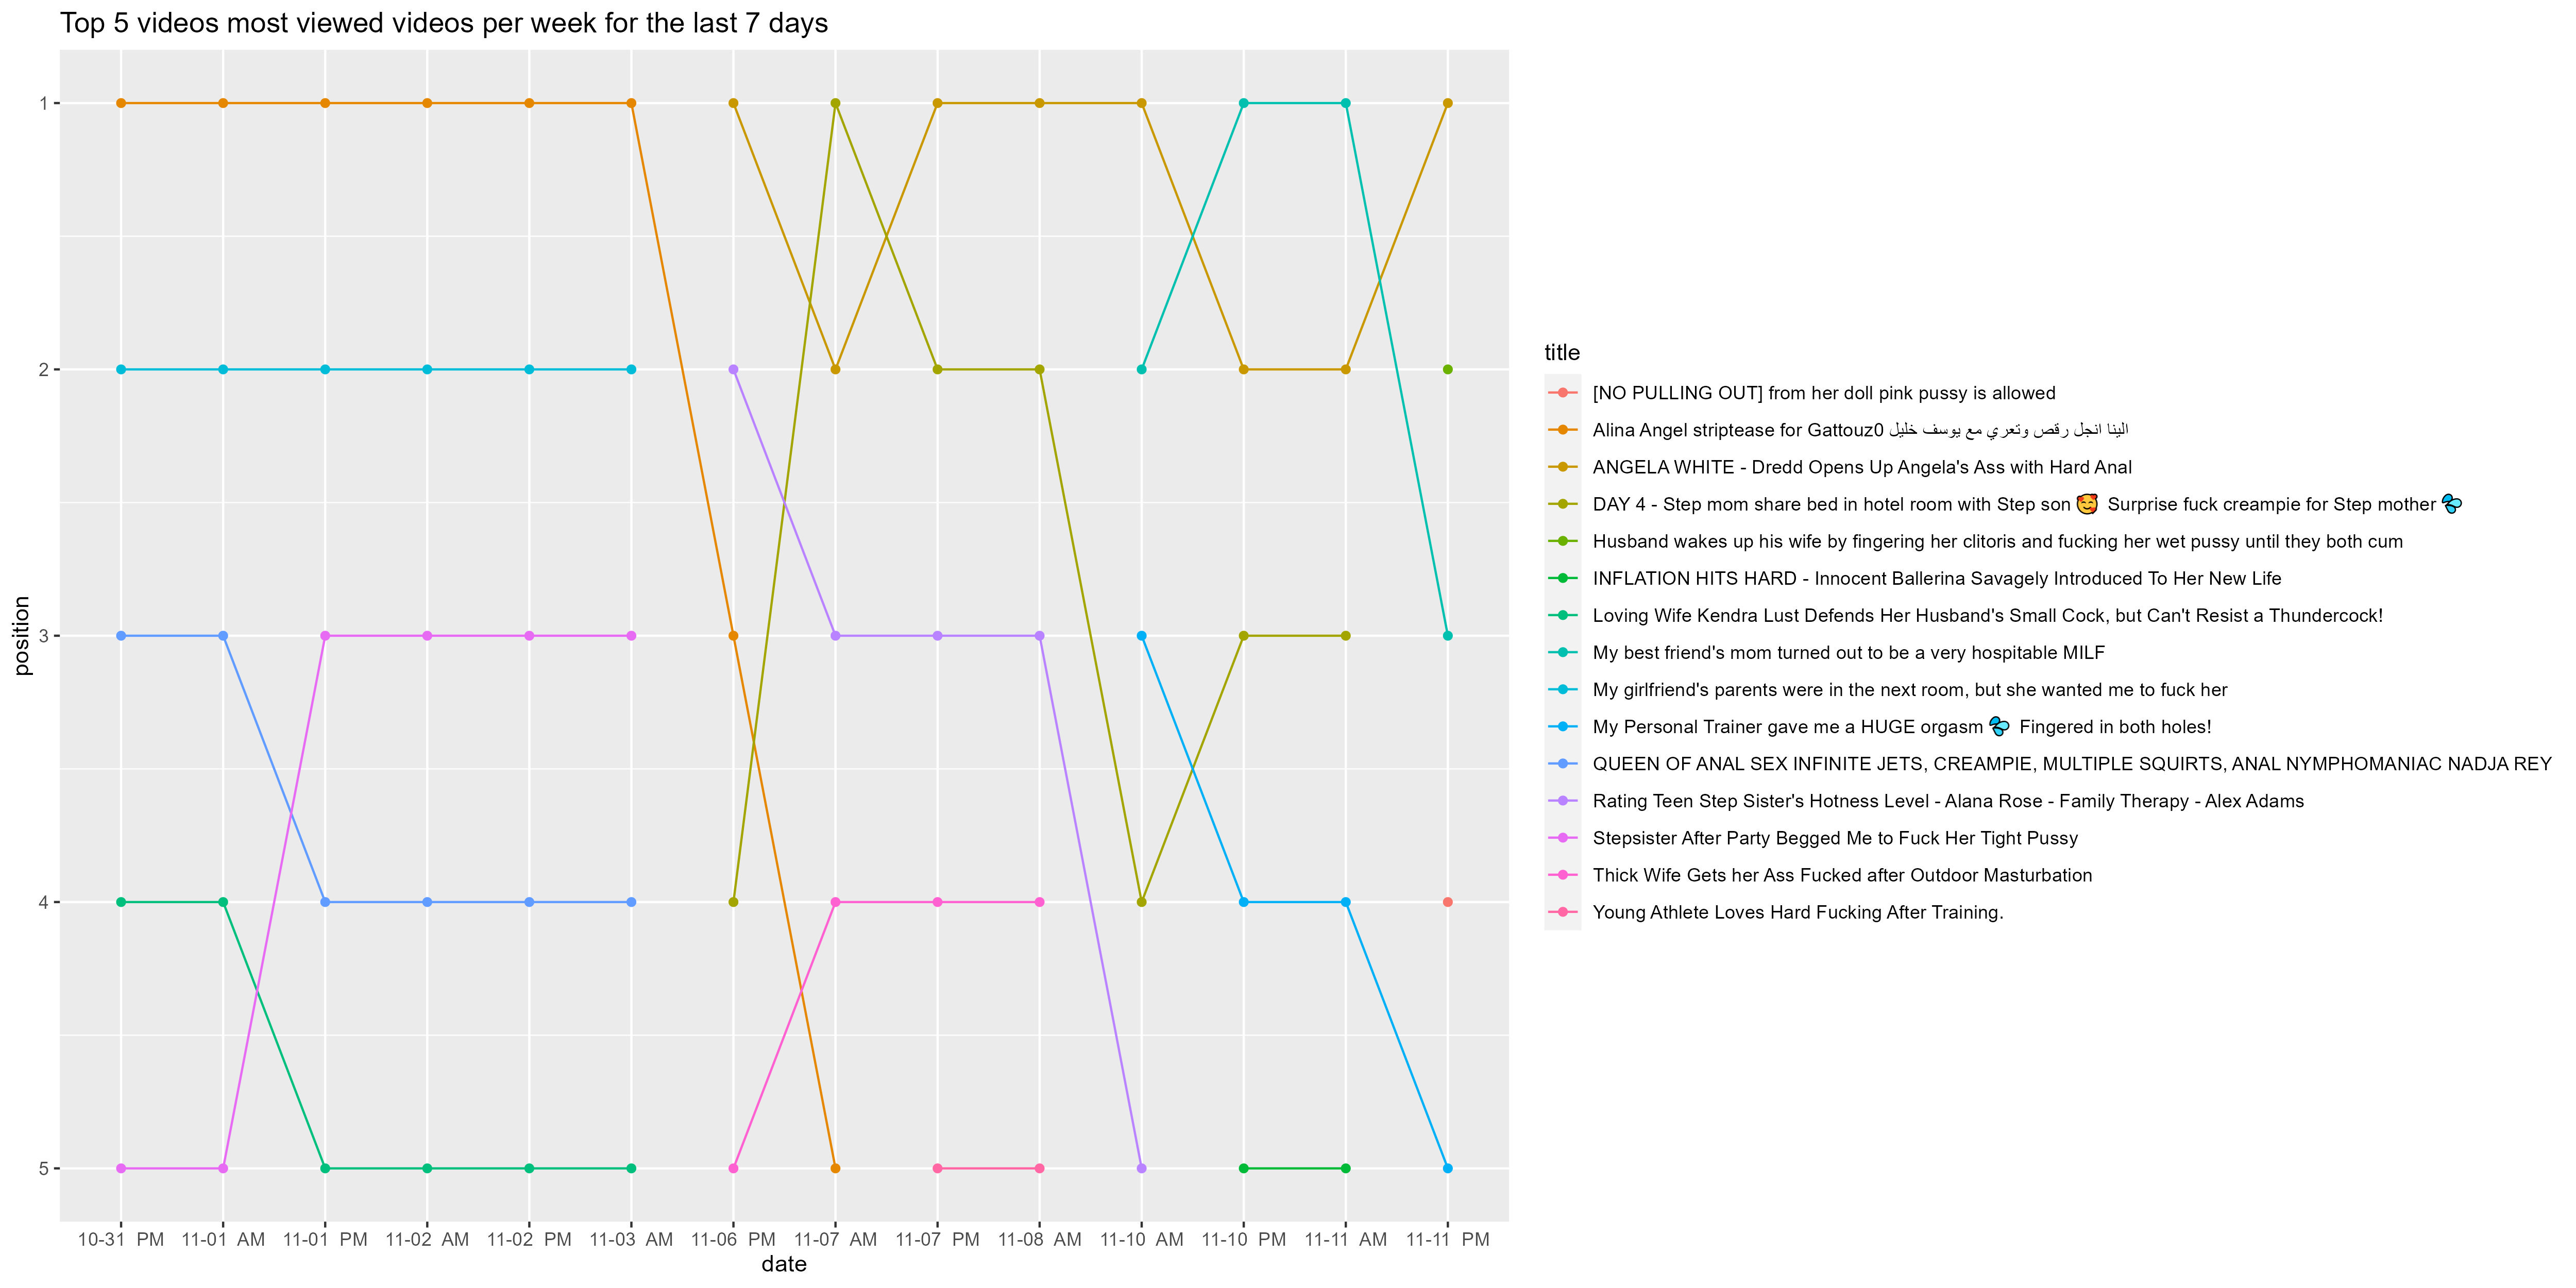 Top 5 videos most viewed videos per week for the last 7 days
position
1
2
3
4
5
10-31 PM 11-01 AM 11-01 PM 11-02 AM 11-02 PM 11-03 AM 11-06 PM 11-07 AM 11-07 PM 11-08 AM 11-10 AM 11-10 PM 11-11 AM 11-11 PM
date
title
[NO PULLING OUT] from her doll pink pussy is allowed
Alina Angel striptease for Gattouz0 الينا انجل رقص وتعري مع يوسف خليل
ANGELA WHITE - Dredd Opens Up Angela's Ass with Hard Anal
DAY 4 - Step mom share bed in hotel room with Step son 🥰 Surprise fuck creampie for Step mother 💦
Husband wakes up his wife by fingering her clitoris and fucking her wet pussy until they both cum
INFLATION HITS HARD - Innocent Ballerina Savagely Introduced To Her New Life
Loving Wife Kendra Lust Defends Her Husband's Small Cock, but Can't Resist a Thundercock!
My best friend's mom turned out to be a very hospitable MILF
My girlfriend's parents were in the next room, but she wanted me to fuck her
My Personal Trainer gave me a HUGE orgasm 💦 Fingered in both holes!
QUEEN OF ANAL SEX INFINITE JETS, CREAMPIE, MULTIPLE SQUIRTS, ANAL NYMPHOMANIAC NADJA REY
Rating Teen Step Sister's Hotness Level - Alana Rose - Family Therapy - Alex Adams
Stepsister After Party Begged Me to Fuck Her Tight Pussy
Thick Wife Gets her Ass Fucked after Outdoor Masturbation
Young Athlete Loves Hard Fucking After Training.